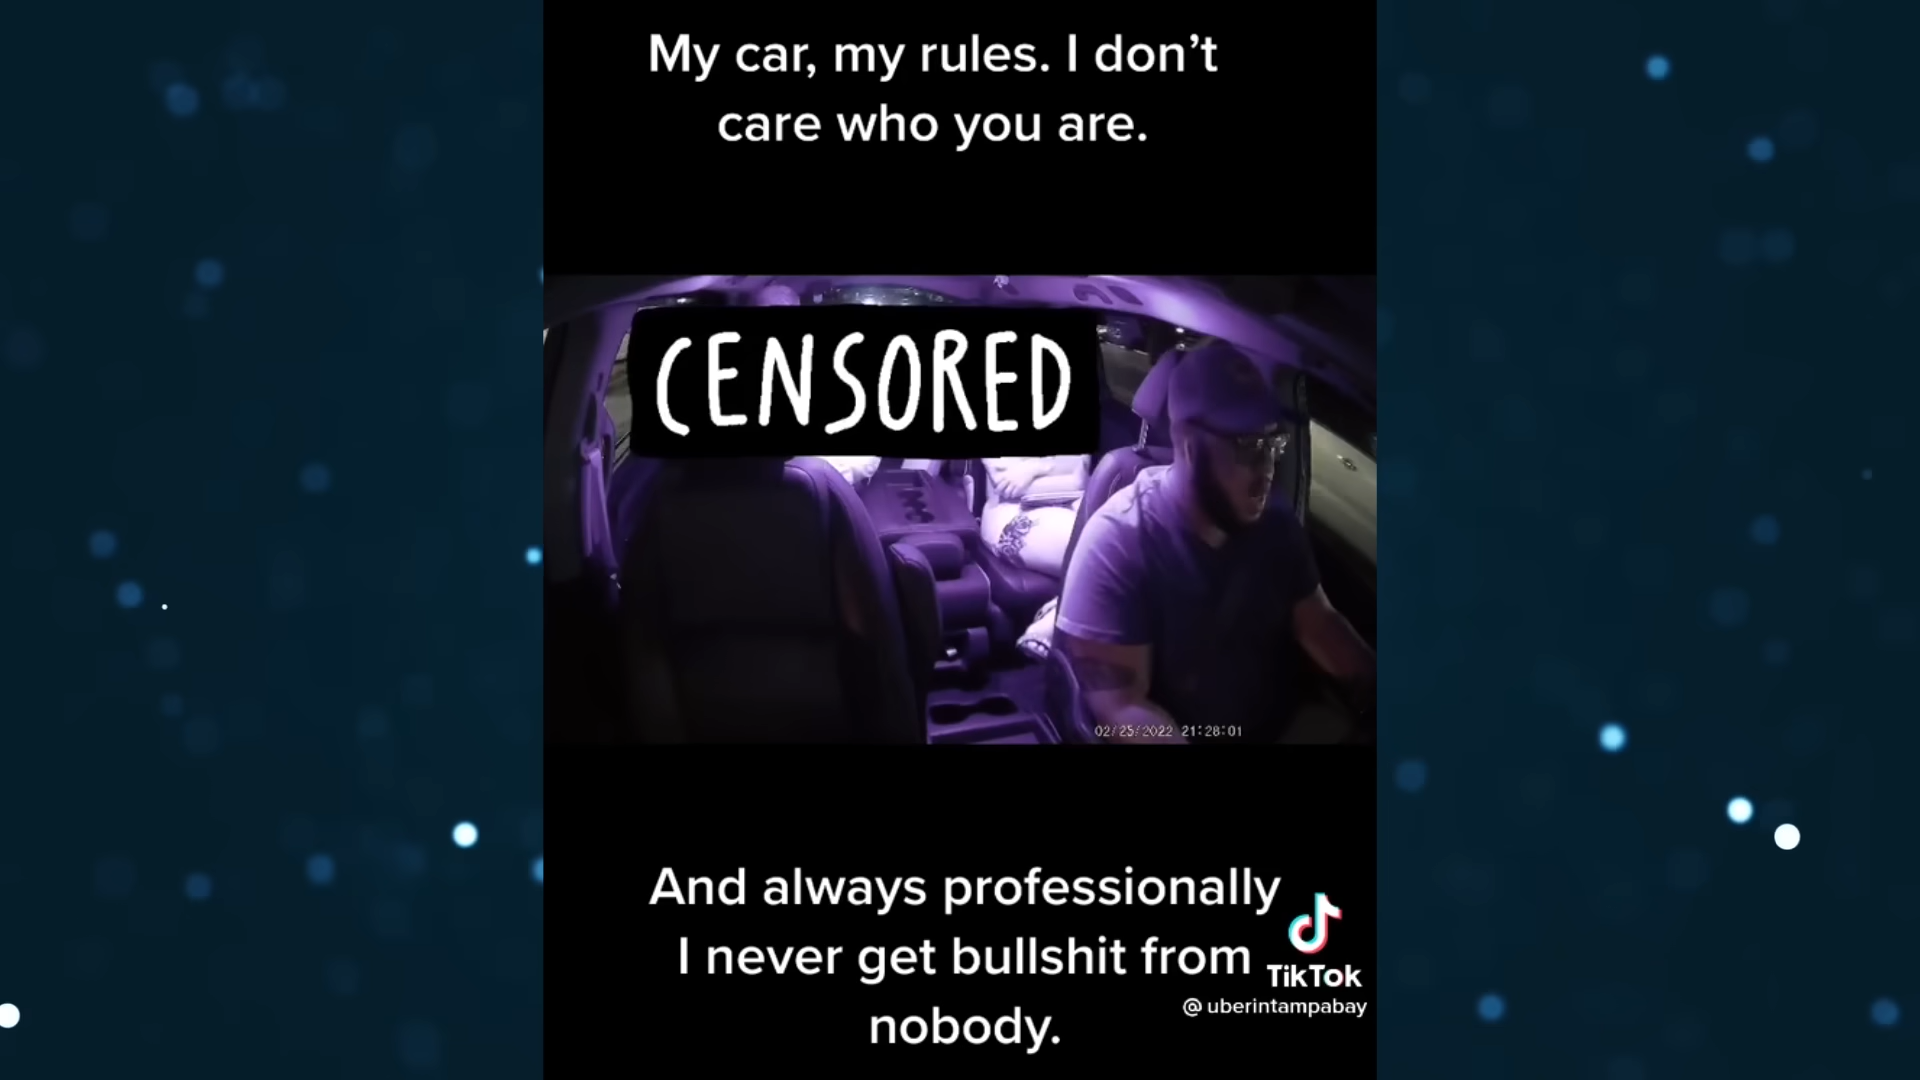 My car, my rules. I don't
care who you are.
CENSORED
02/25/2022 21:28:01
And always professionally
I never get bullshit from
nobody.
TikTok
@uberintampabay